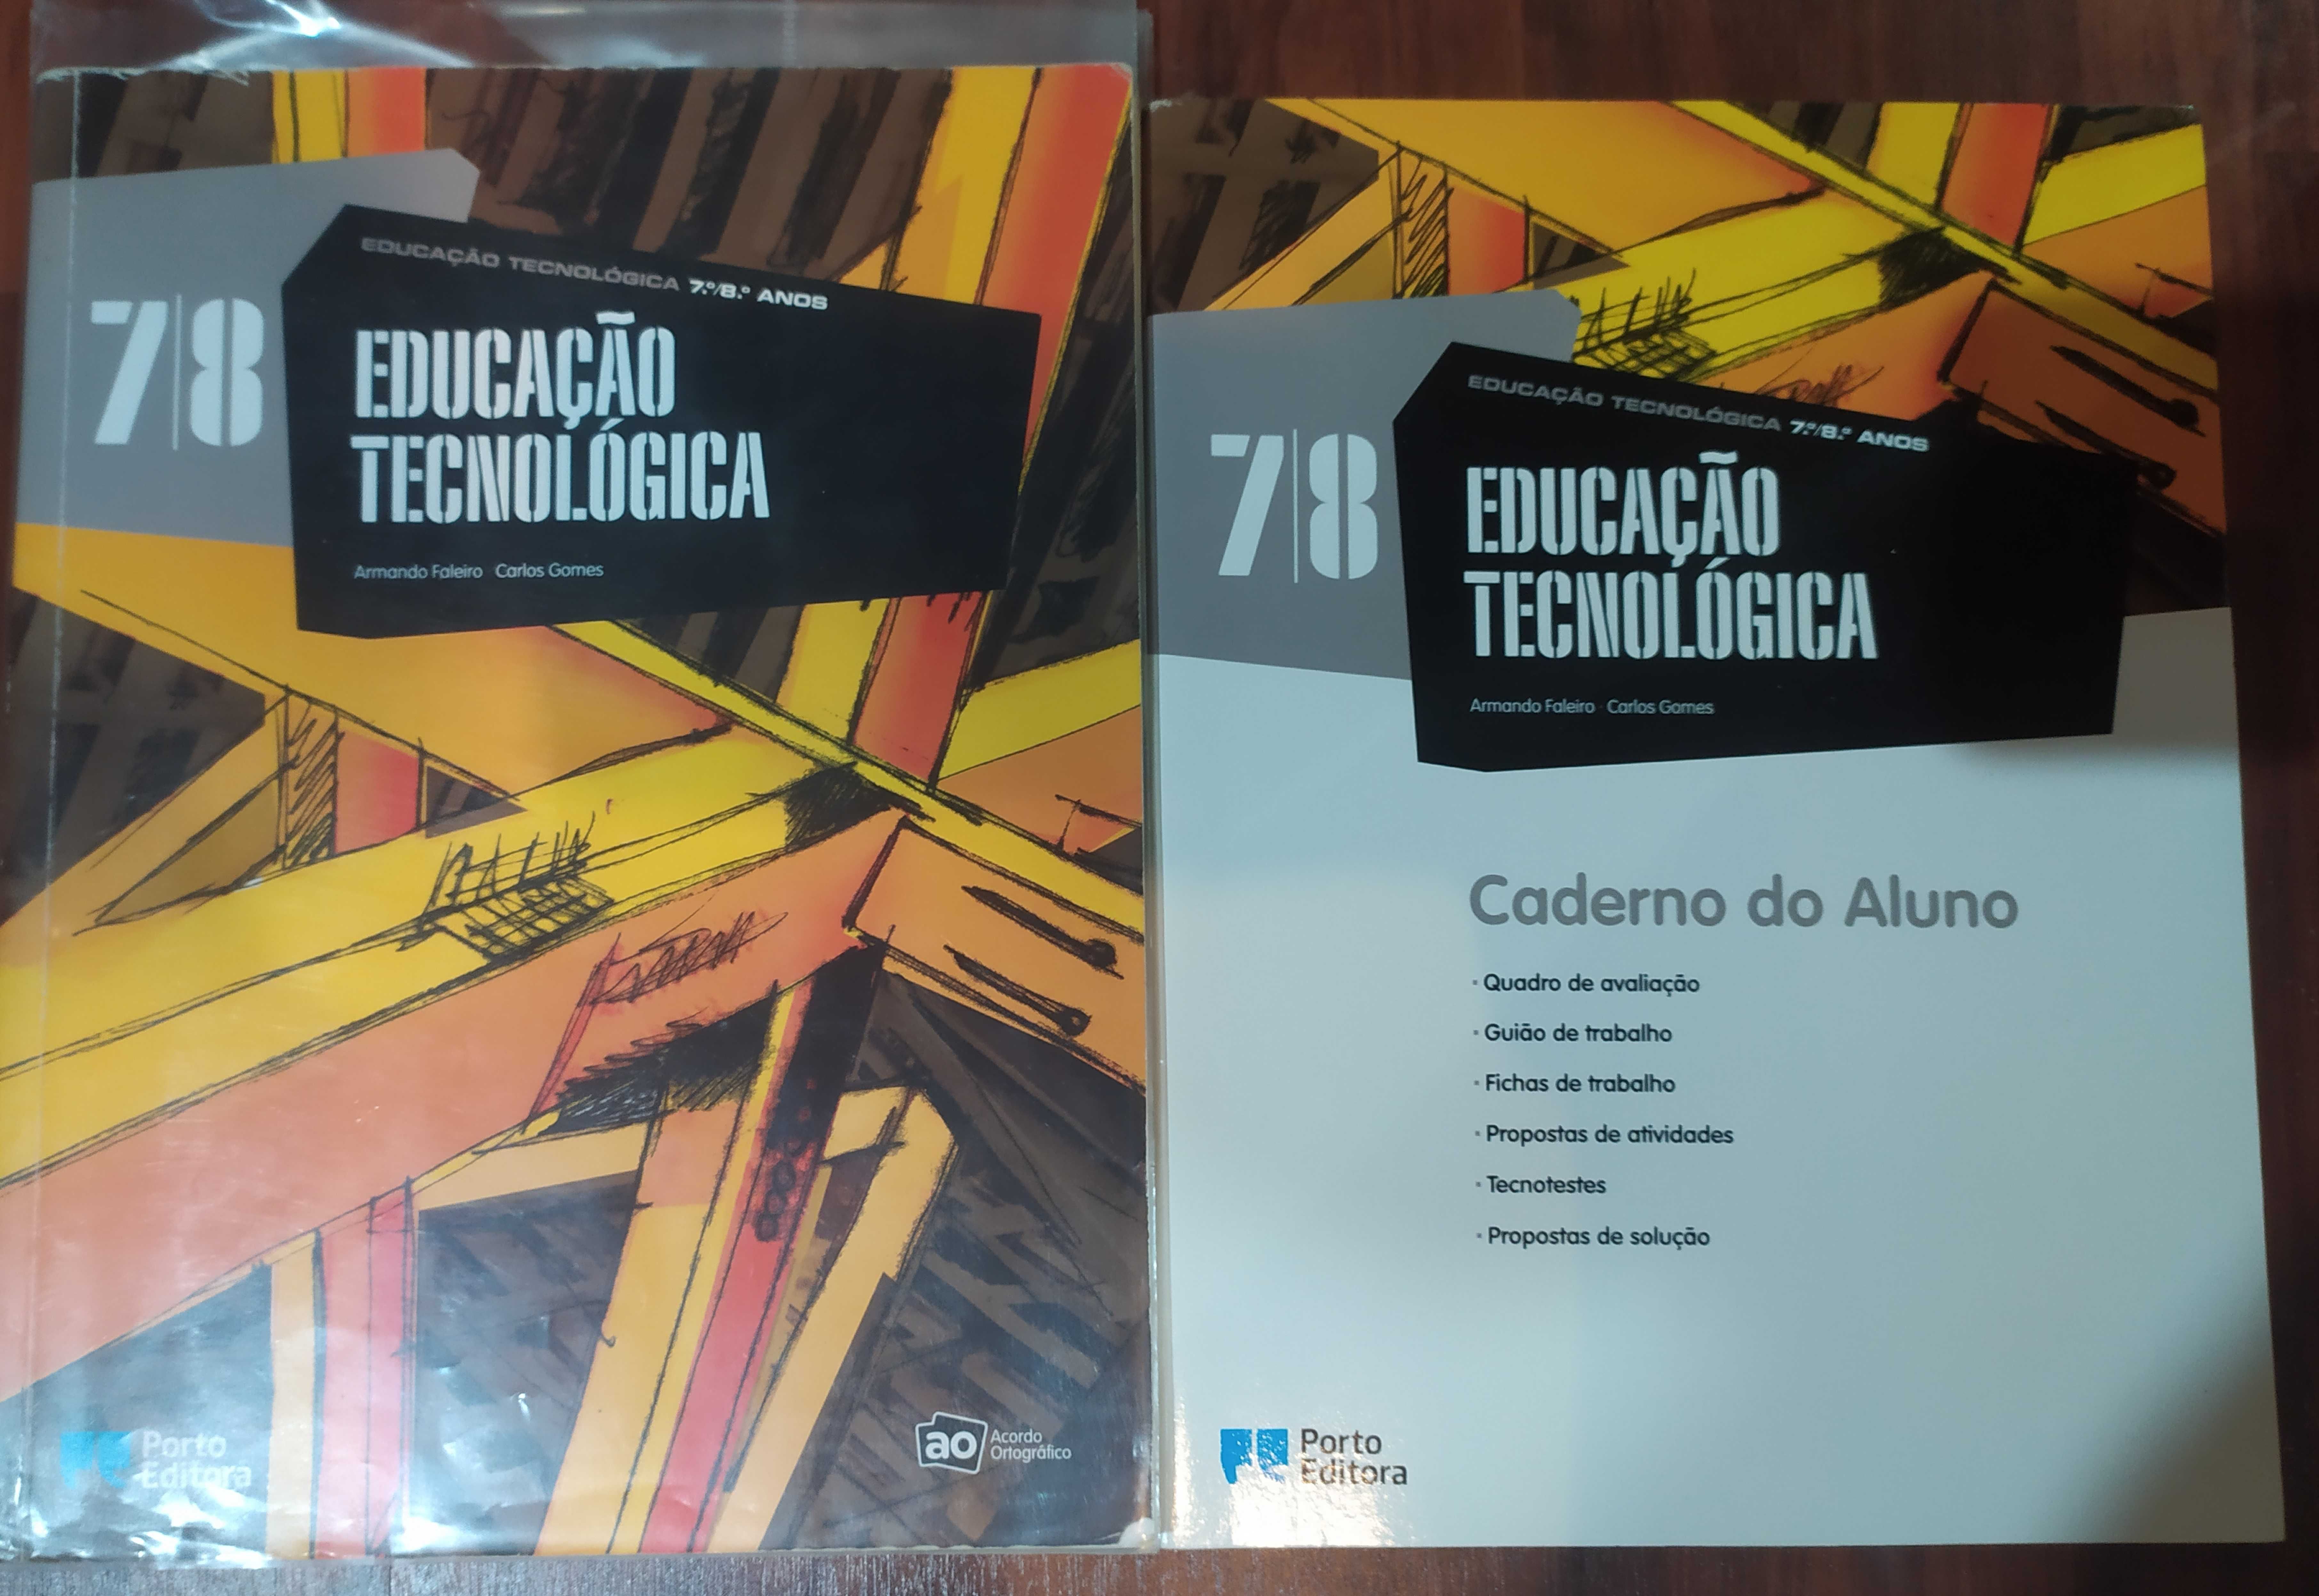 EDUCAÇÃO TECNOLÓGICA 7.º/8.º ANOS
7|8
EDUCAÇÃO
TECNOLÓGICA
Armando Faleiro Carlos Gomes
Porto
Editora
ao
Acordo
Ortográfico
EDUCAÇÃO TECNOLÓGICA 7.º/8.º ANOS
7|8
EDUCAÇÃO
TECNOLÓGICA
Armando Faleiro · Carlos Gomes
Caderno do Aluno
· Quadro de avaliação
· Guião de trabalho
· Fichas de trabalho
· Propostas de atividades
· Tecnotestes
· Propostas de solução
Porto
Editora